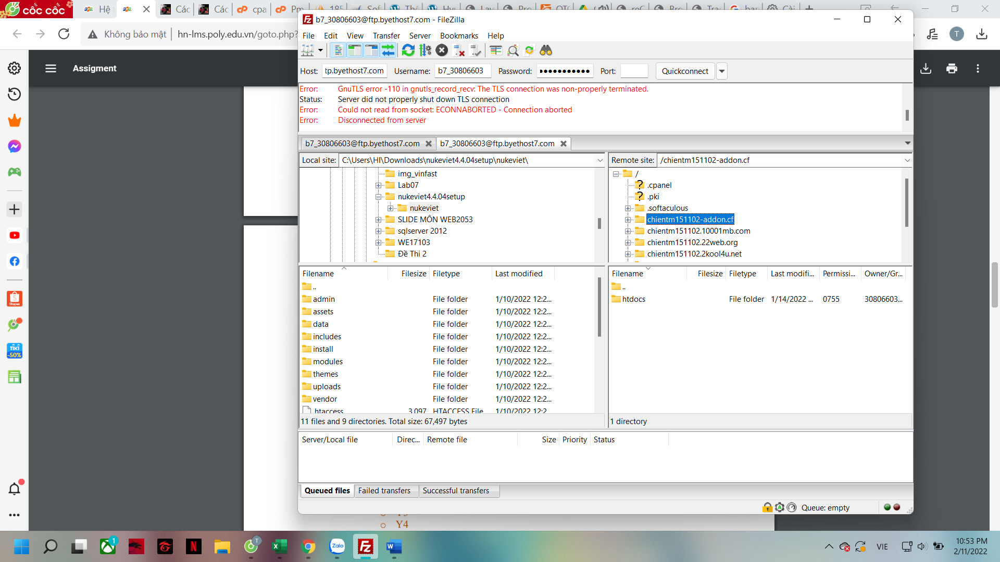 cốc cốc
Hệ
Các
Các
cpa
185
Không bảo mật
hn-lms.poly.edu.vn/goto.php?
T
Assigment
b7_30806603@ftp.byethost7.com - FileZilla
File Edit View Transfer Server Bookmarks Help
Host: tp.byethost7.com Username: b7_30806603 Password: ●●●●●●●●●●● Port: Quickconnect
Error: GnuTLS error -110 in gnutls_record_recv: The TLS connection was non-properly terminated.
Status: Server did not properly shut down TLS connection
Error: Could not read from socket: ECONNABORTED - Connection aborted
Error: Disconnected from server
b7_30806603@ftp.byethost7.com b7_30806603@ftp.byethost7.com
Local site: C:\Users\HI\Downloads\nukeviet4.4.04setup\nukeviet\
img_vinfast
Lab07
nukeviet4.4.04setup
nukeviet
SLIDE MÔN WEB2053
sqlserver 2012
WE17103
Đề Thi 2
Remote site: /chientm151102-addon.cf
/
.cpanel
.pki
.softaculous
chientm151102-addon.cf
chientm151102.10001mb.com
chientm151102.22web.org
chientm151102.2kool4u.net
Filename Filesize Filetype Last modified
..
admin File folder 1/10/2022 12:2...
assets File folder 1/10/2022 12:2...
data File folder 1/10/2022 12:2...
includes File folder 1/10/2022 12:2...
install File folder 1/10/2022 12:2...
modules File folder 1/10/2022 12:2...
themes File folder 1/10/2022 12:2...
uploads File folder 1/10/2022 12:2...
vendor File folder 1/10/2022 12:2...
.htaccess 3,097 HTACCESS File 1/10/2022 12:2...
11 files and 9 directories. Total size: 67,497 bytes
Filename Filesize Filetype Last modifi... Permissi... Owner/Gr...
..
htdocs File folder 1/14/2022 ... 0755 30806603...
1 directory
Server/Local file Direc... Remote file Size Priority Status
Queued files Failed transfers Successful transfers
Queue: empty
Y4
Shopee
TIKI
-50%
1
T
Zalo
VIE
10:53 PM
2/11/2022